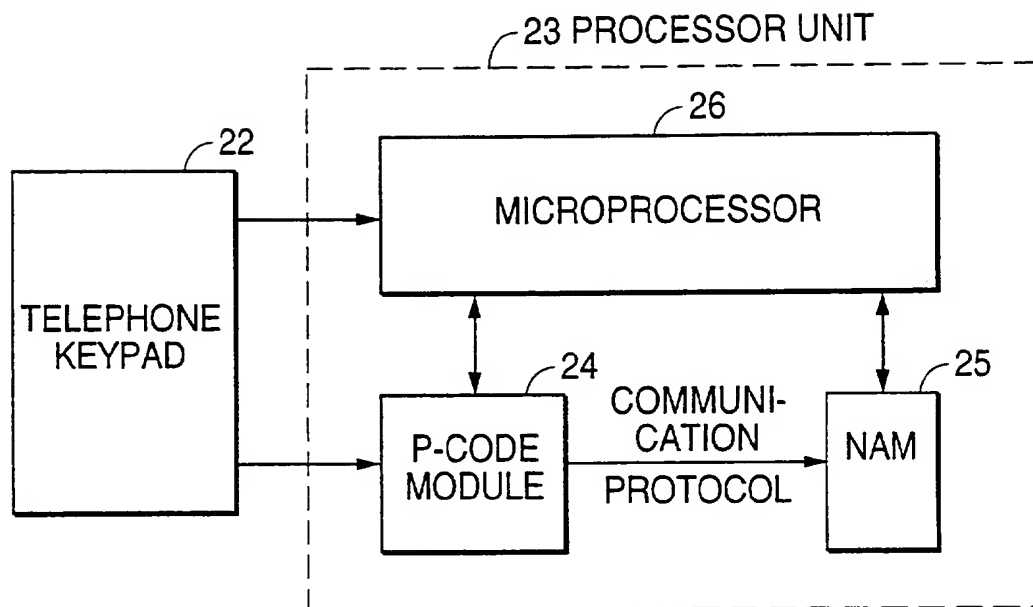 23 PROCESSOR UNIT
26
22
MICROPROCESSOR
TELEPHONE
KEYPAD
24
25
P-CODE
MODULE
COMMUNI-
CATION
PROTOCOL
NAM